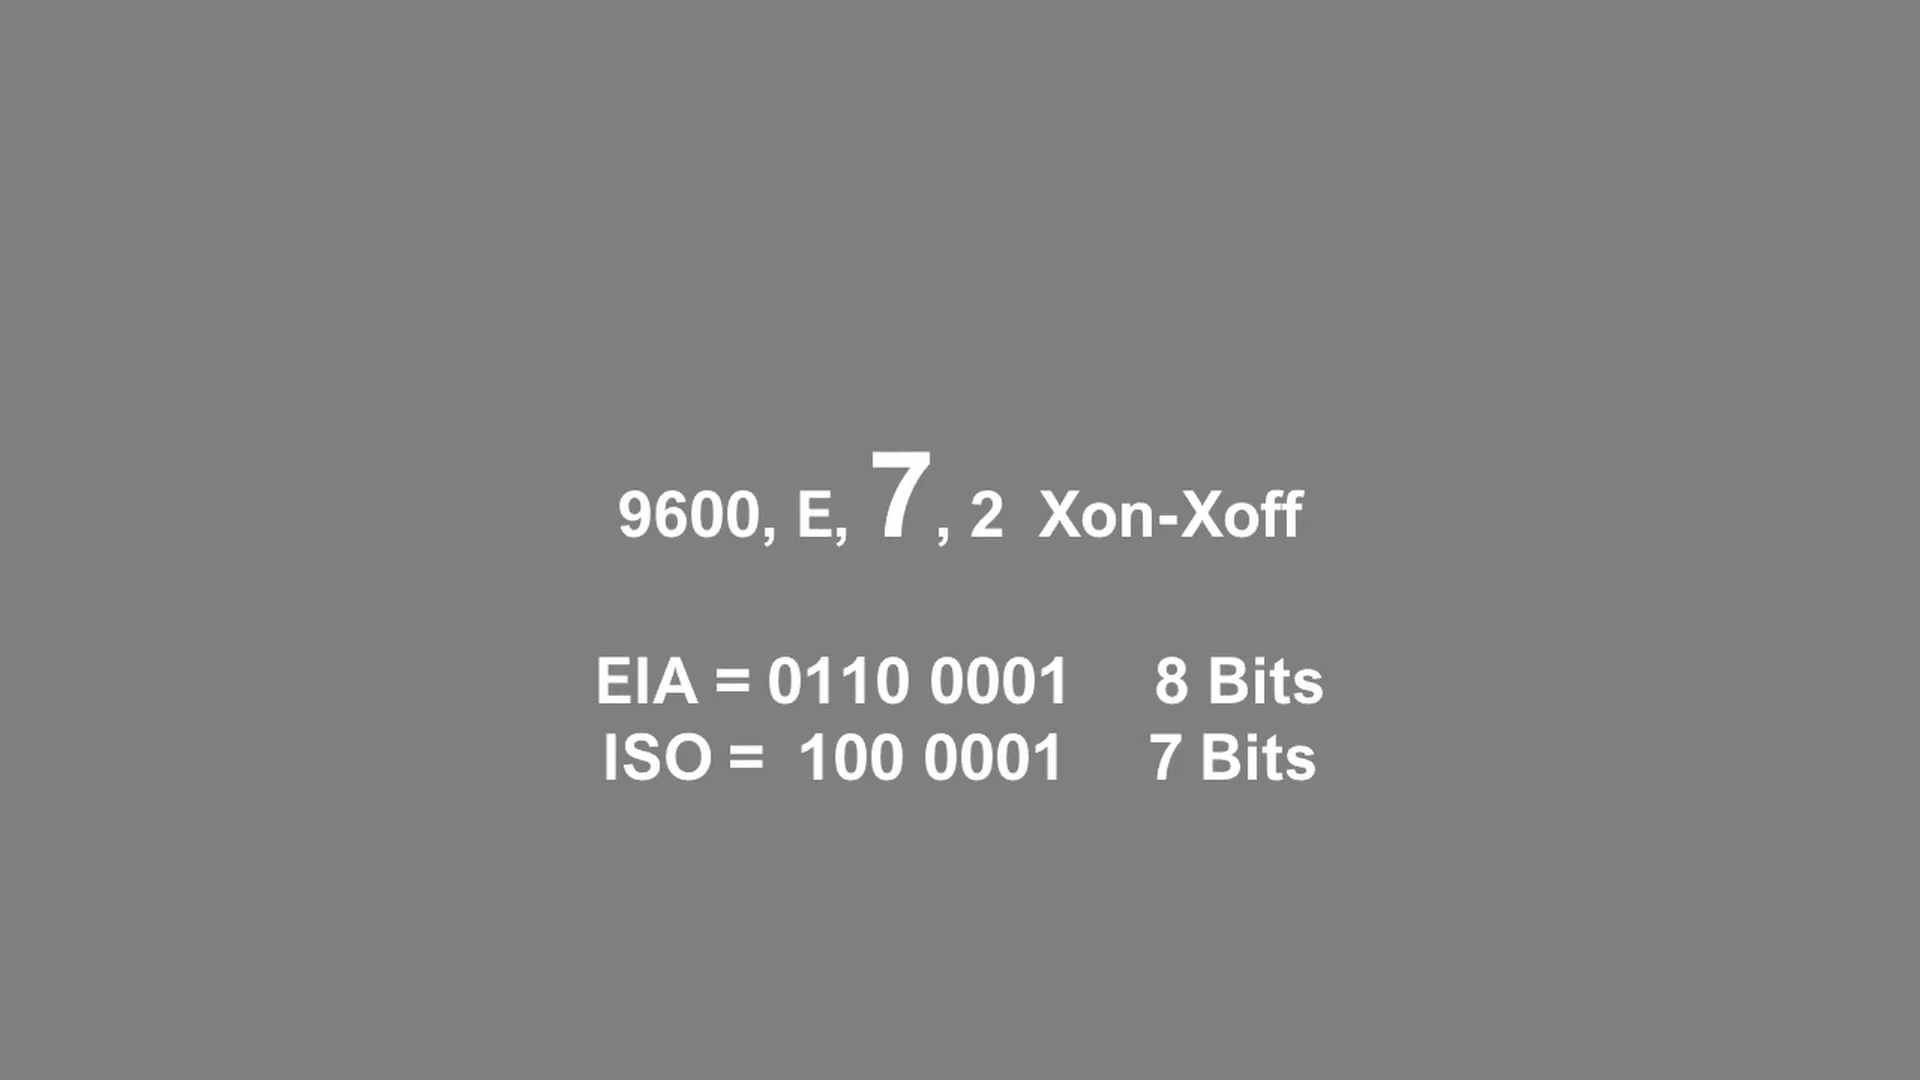 9600, E, 7, 2 Xon-Xoff
EIA = 0110 0001 8 Bits
ISO = 100 0001 7 Bits